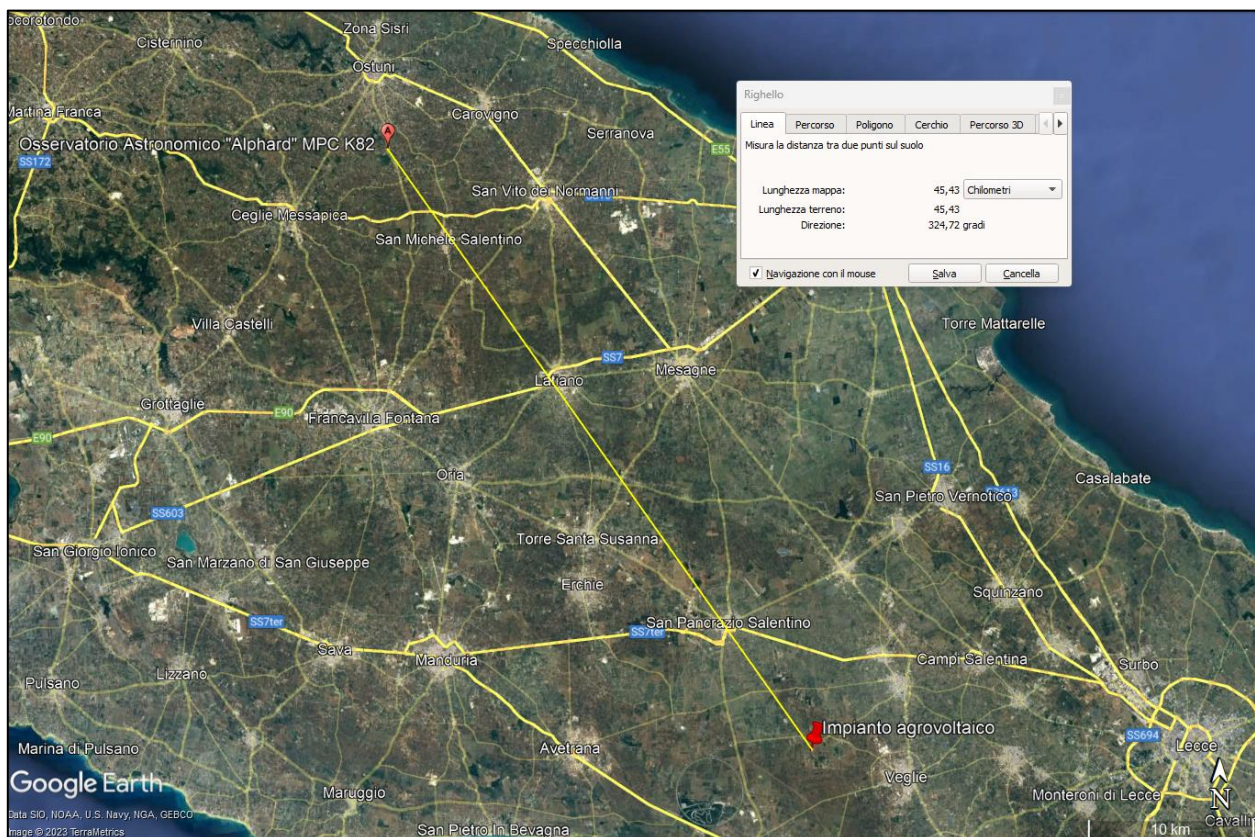 ocorotondo
Zona Sisri
Cisternino
Specchiolla
Ostuni
Martina Franca
Carovigno
Serranova
A
Osservatorio Astronomico "Alphard" MPC K82
E55
SS172
San Vito dei Normanni
Ceglie Messapica
San Michele Salentino
Righello
Linea Percorso Poligono Cerchio Percorso 3D
Misura la distanza tra due punti sul suolo
Lunghezza mappa: 45,43 Chilometri
Lunghezza terreno: 45,43
Direzione: 324,72 gradi
Navigazione con il mouse Salva Cancella
Villa Castelli
Torre Mattarelle
SS7
Latiano
Mesagne
Grottaglie
E90
Francavilla Fontana
E90
Oria
SS16
Casalabate
San Pietro Vernotico
SS613
SS603
San Giorgio Ionico
San Marzano di San Giuseppe
Torre Santa Susanna
Erchie
Squinzano
SS7ter
San Pancrazio Salentino
SS7ter
Sava
Manduria
Campi Salentina
Surbo
Lizzano
Pulsano
Impianto agrovoltaico
SS694
Lecce
Marina di Pulsano
Avetrana
Veglie
Google Earth
Maruggio
Monteroni di Lecce
N
Data SIO, NOAA, U.S. Navy, NGA, GEBCO
Image © 2023 TerraMetrics
San Pietro In Bevagna
10 km
Cavalli